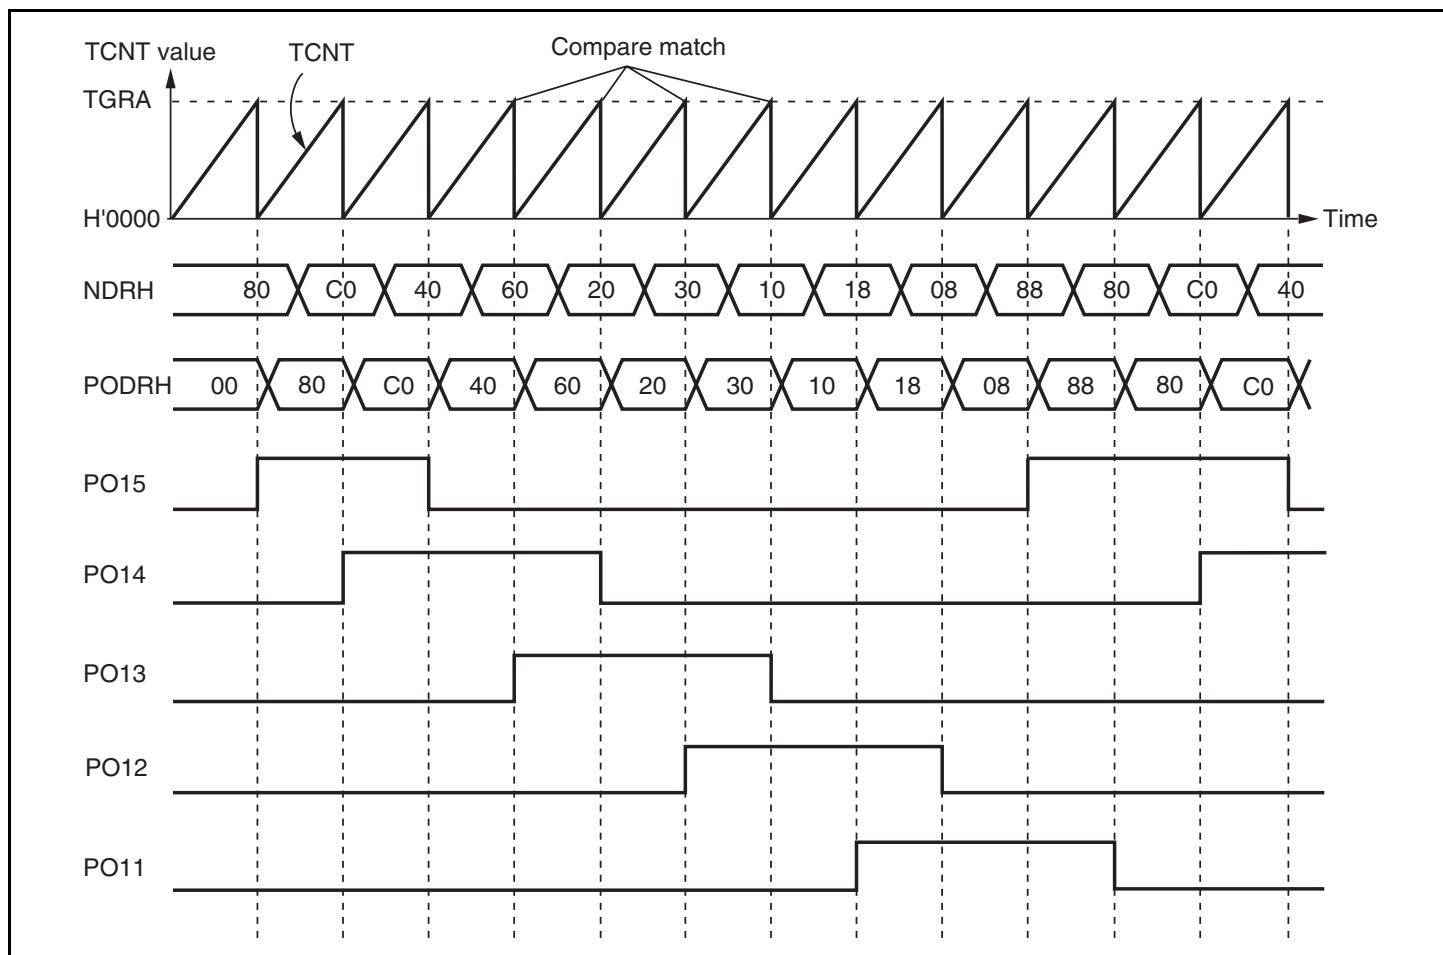 Compare match
TCNT value TCNT
TGRA
H'0000 Time
NDRH 80 C0 40 60 20 30 10 18 08 88 80 C0 40
PODRH 00 80 C0 40 60 20 30 10 18 08 88 80 C0
PO15
PO14
PO13
PO12
PO11